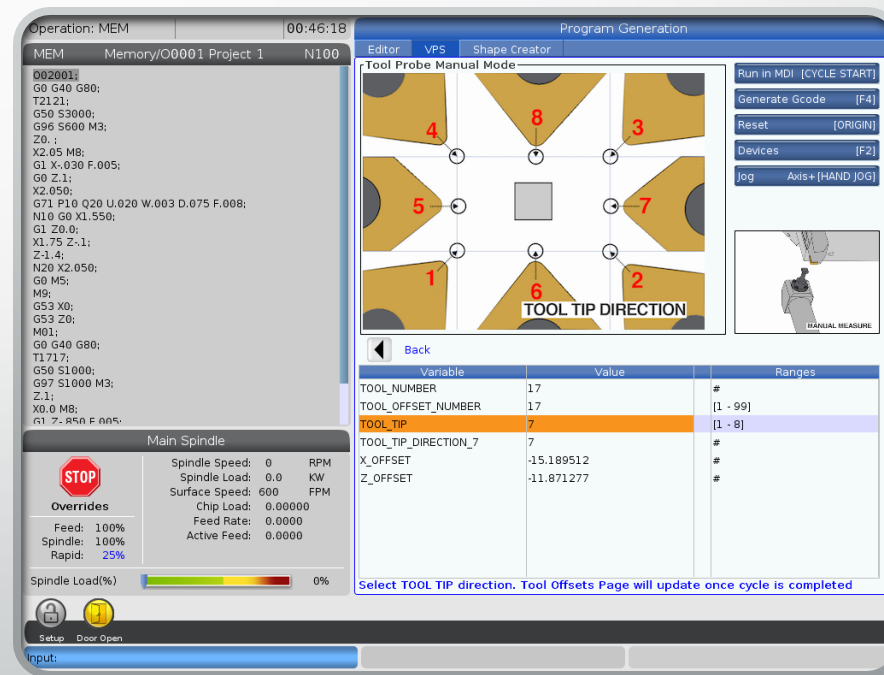 Operation: MEM
00:46:18
Program Generation
MEM Memory/O0001 Project 1 N100
O02001;
G0 G40 G80;
T2121;
G50 S3000;
G96 S600 M3;
Z0. ;
X2.05 M8;
G1 X-.030 F.005;
G0 Z.1;
X2.050;
G71 P10 Q20 U.020 W.003 D.075 F.008;
N10 G0 X1.550;
G1 Z0.0;
X1.75 Z-.1;
Z-1.4;
N20 X2.050;
G0 M5;
M9;
G53 X0;
G53 Z0;
M01;
G0 G40 G80;
T1717;
G50 S1000;
G97 S1000 M3;
Z.1;
X0.0 M8;
G1 Z-.850 F.005;
Main Spindle
STOP
Overrides
Feed: 100%
Spindle: 100%
Rapid: 25%
Spindle Speed: 0 RPM
Spindle Load: 0.0 KW
Surface Speed: 600 FPM
Chip Load: 0.00000
Feed Rate: 0.0000
Active Feed: 0.0000
Spindle Load(%) 0%
Editor VPS Shape Creator
Tool Probe Manual Mode
4 8 3
5 7
1 6 2
TOOL TIP DIRECTION
Run in MDI [CYCLE START]
Generate Gcode [F4]
Reset [ORIGIN]
Devices [F2]
Jog Axis+[HAND JOG]
MANUAL MEASURE
Back
Variable Value Ranges
TOOL_NUMBER 17 #
TOOL_OFFSET_NUMBER 17 [1 - 99]
TOOL_TIP 7 [1 - 8]
TOOL_TIP_DIRECTION_7 7 #
X_OFFSET -15.189512 #
Z_OFFSET -11.871277 #
Select TOOL TIP direction. Tool Offsets Page will update once cycle is completed
Setup Door Open
Input: